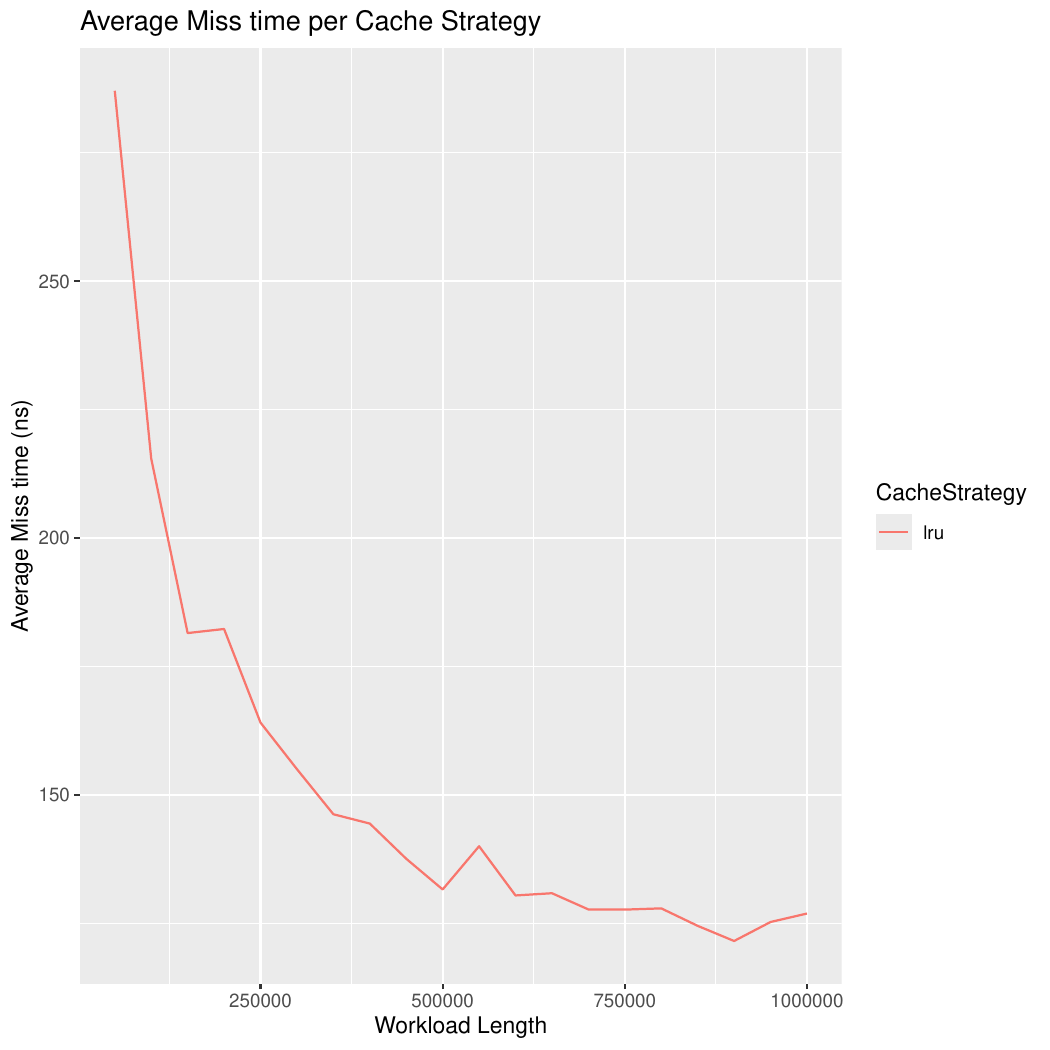 Average Miss time per Cache Strategy
Average Miss time (ns)
250
200
150
250000
500000
750000
1000000
Workload Length
CacheStrategy
lru